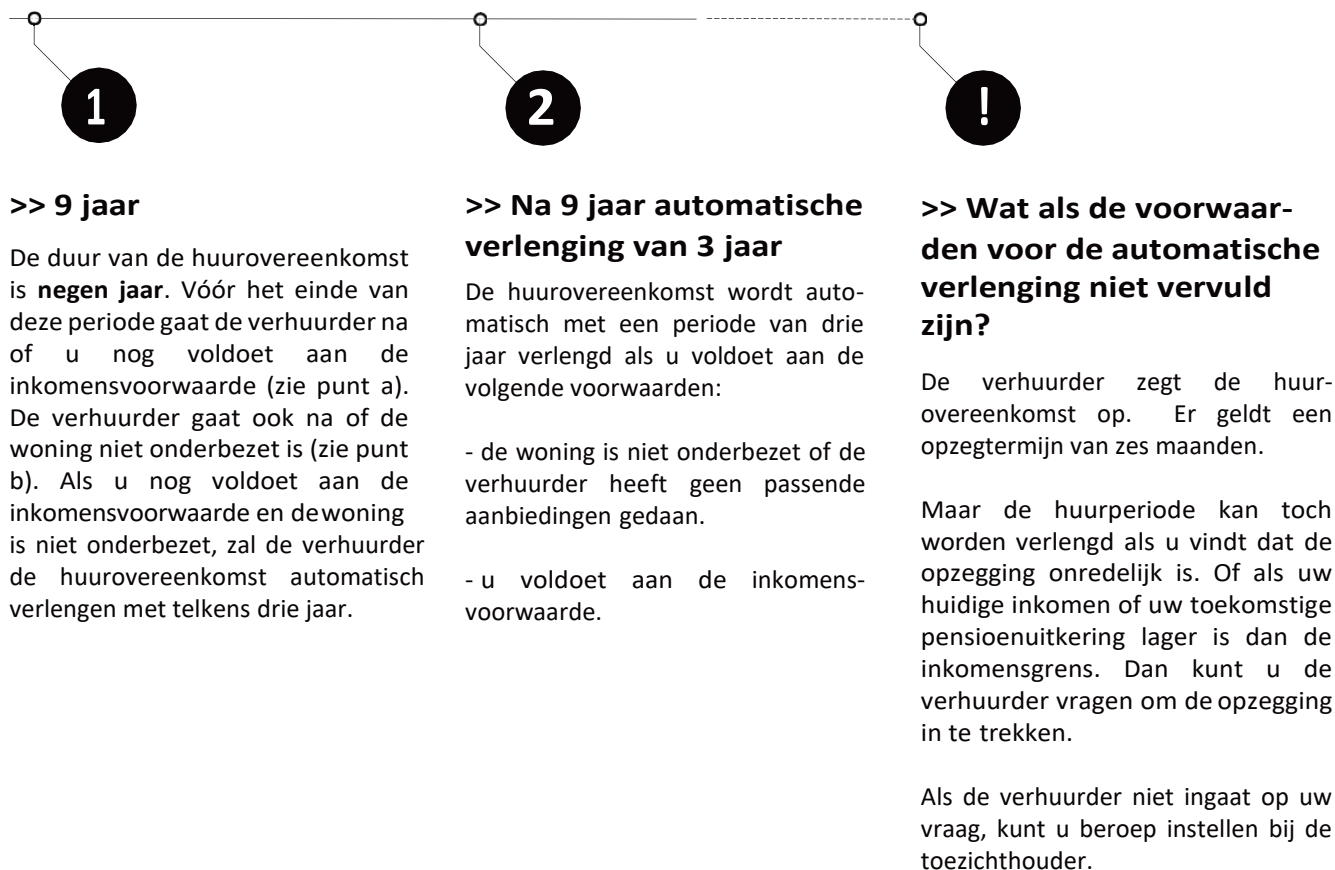 1
>> 9 jaar
De duur van de huurovereenkomst
is negen jaar. Vóór het einde van
deze periode gaat de verhuurder na
of u nog voldoet aan de
inkomensvoorwaarde (zie punt a).
De verhuurder gaat ook na of de
woning niet onderbezet is (zie punt
b). Als u nog voldoet aan de
inkomensvoorwaarde en dewoning
is niet onderbezet, zal de verhuurder
de huurovereenkomst automatisch
verlengen met telkens drie jaar.
2
>> Na 9 jaar automatische
verlenging van 3 jaar
De huurovereenkomst wordt auto-
matisch met een periode van drie
jaar verlengd als u voldoet aan de
volgende voorwaarden:
- de woning is niet onderbezet of de
verhuurder heeft geen passende
aanbiedingen gedaan.
- u voldoet aan de inkomens-
voorwaarde.
!
>> Wat als de voorwaar-
den voor de automatische
verlenging niet vervuld
zijn?
De verhuurder zegt de huur-
overeenkomst op. Er geldt een
opzegtermijn van zes maanden.
Maar de huurperiode kan toch
worden verlengd als u vindt dat de
opzegging onredelijk is. Of als uw
huidige inkomen of uw toekomstige
pensioenuitkering lager is dan de
inkomensgrens. Dan kunt u de
verhuurder vragen om de opzegging
in te trekken.
Als de verhuurder niet ingaat op uw
vraag, kunt u beroep instellen bij de
toezichthouder.